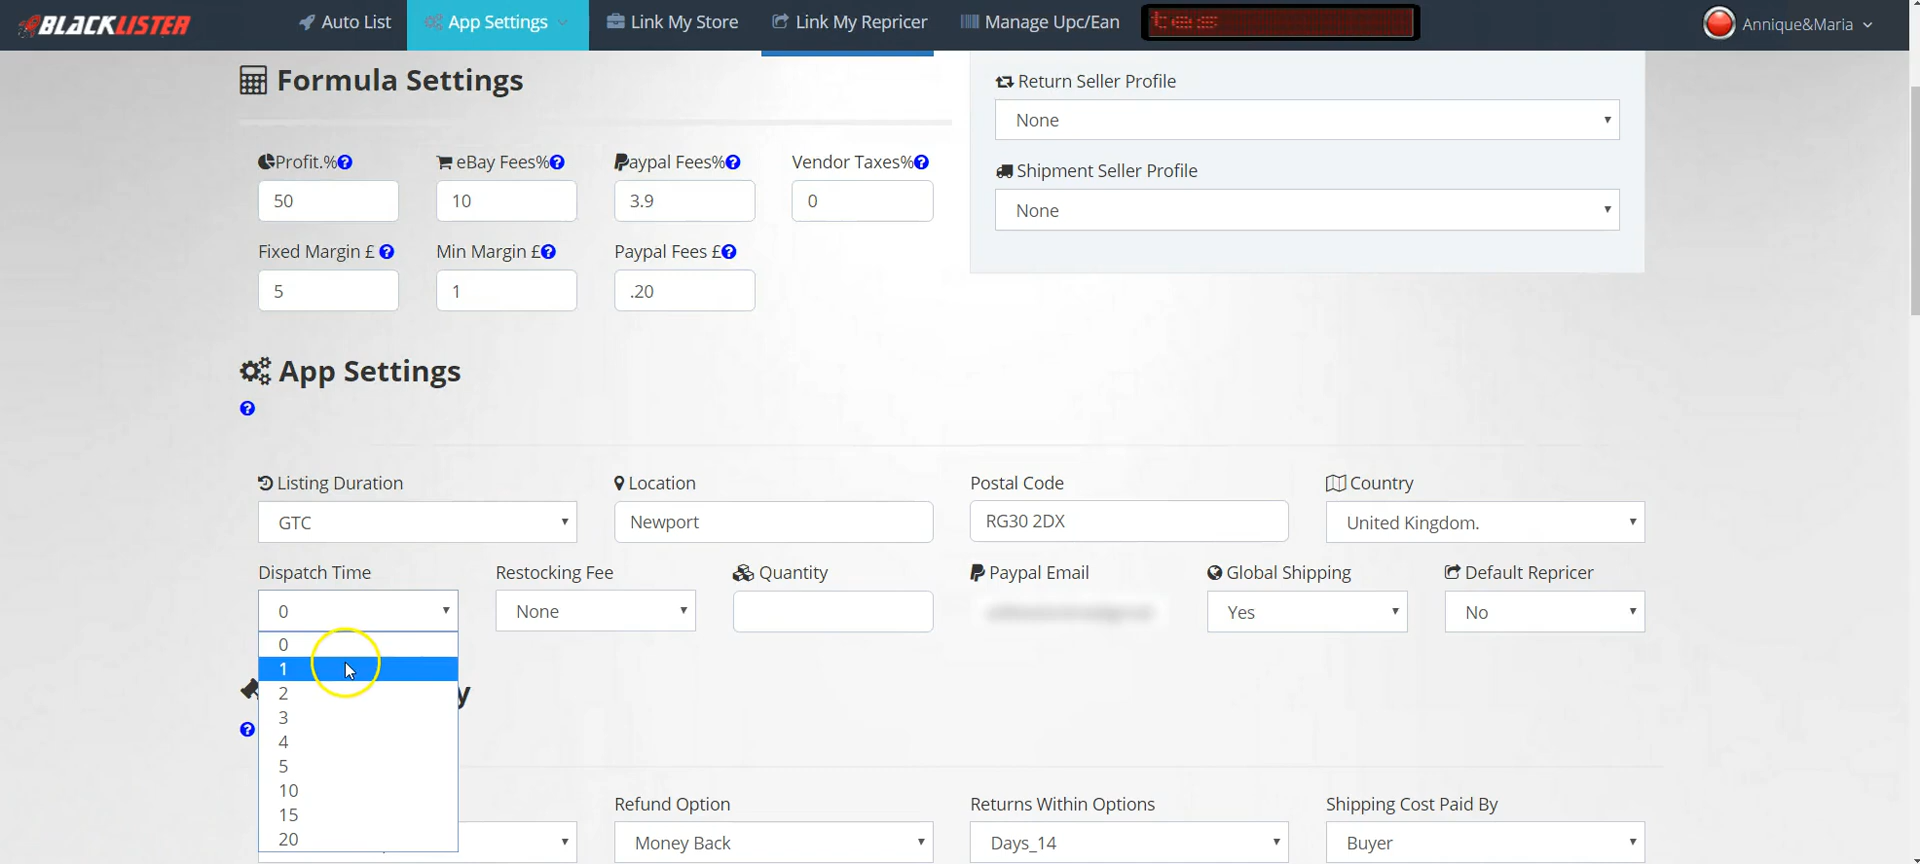 BLACKLISTER
Auto List
App Settings
Link My Store
Link My Repricer
Manage Upc/Ean
Annique&Maria
Formula Settings
Return Seller Profile
None
Profit.%
eBay Fees%
Paypal Fees%
Vendor Taxes%
50
10
3.9
0
Shipment Seller Profile
None
Fixed Margin £
Min Margin £
Paypal Fees £
5
1
.20
App Settings
Listing Duration
Location
Postal Code
Country
GTC
Newport
RG30 2DX
United Kingdom.
Dispatch Time
Restocking Fee
Quantity
Paypal Email
Global Shipping
Default Repricer
0
None
Yes
No
0
1
2
3
4
5
10
15
20
Refund Option
Returns Within Options
Shipping Cost Paid By
Money Back
Days_14
Buyer